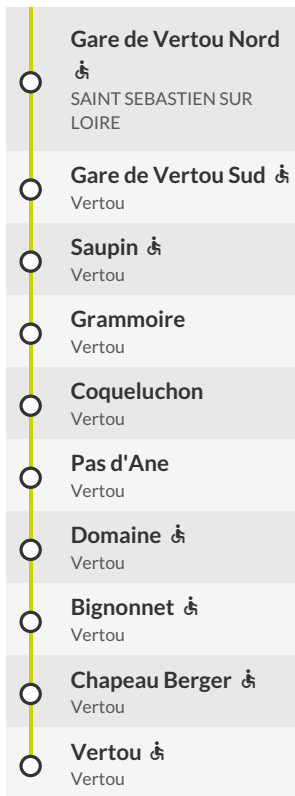 Gare de Vertou Nord
SAINT SEBASTIEN SUR
LOIRE
Gare de Vertou Sud
Vertou
Saupin
Vertou
Grammoire
Vertou
Coqueluchon
Vertou
Pas d'Ane
Vertou
Domaine
Vertou
Bignonnet
Vertou
Chapeau Berger
Vertou
Vertou
Vertou